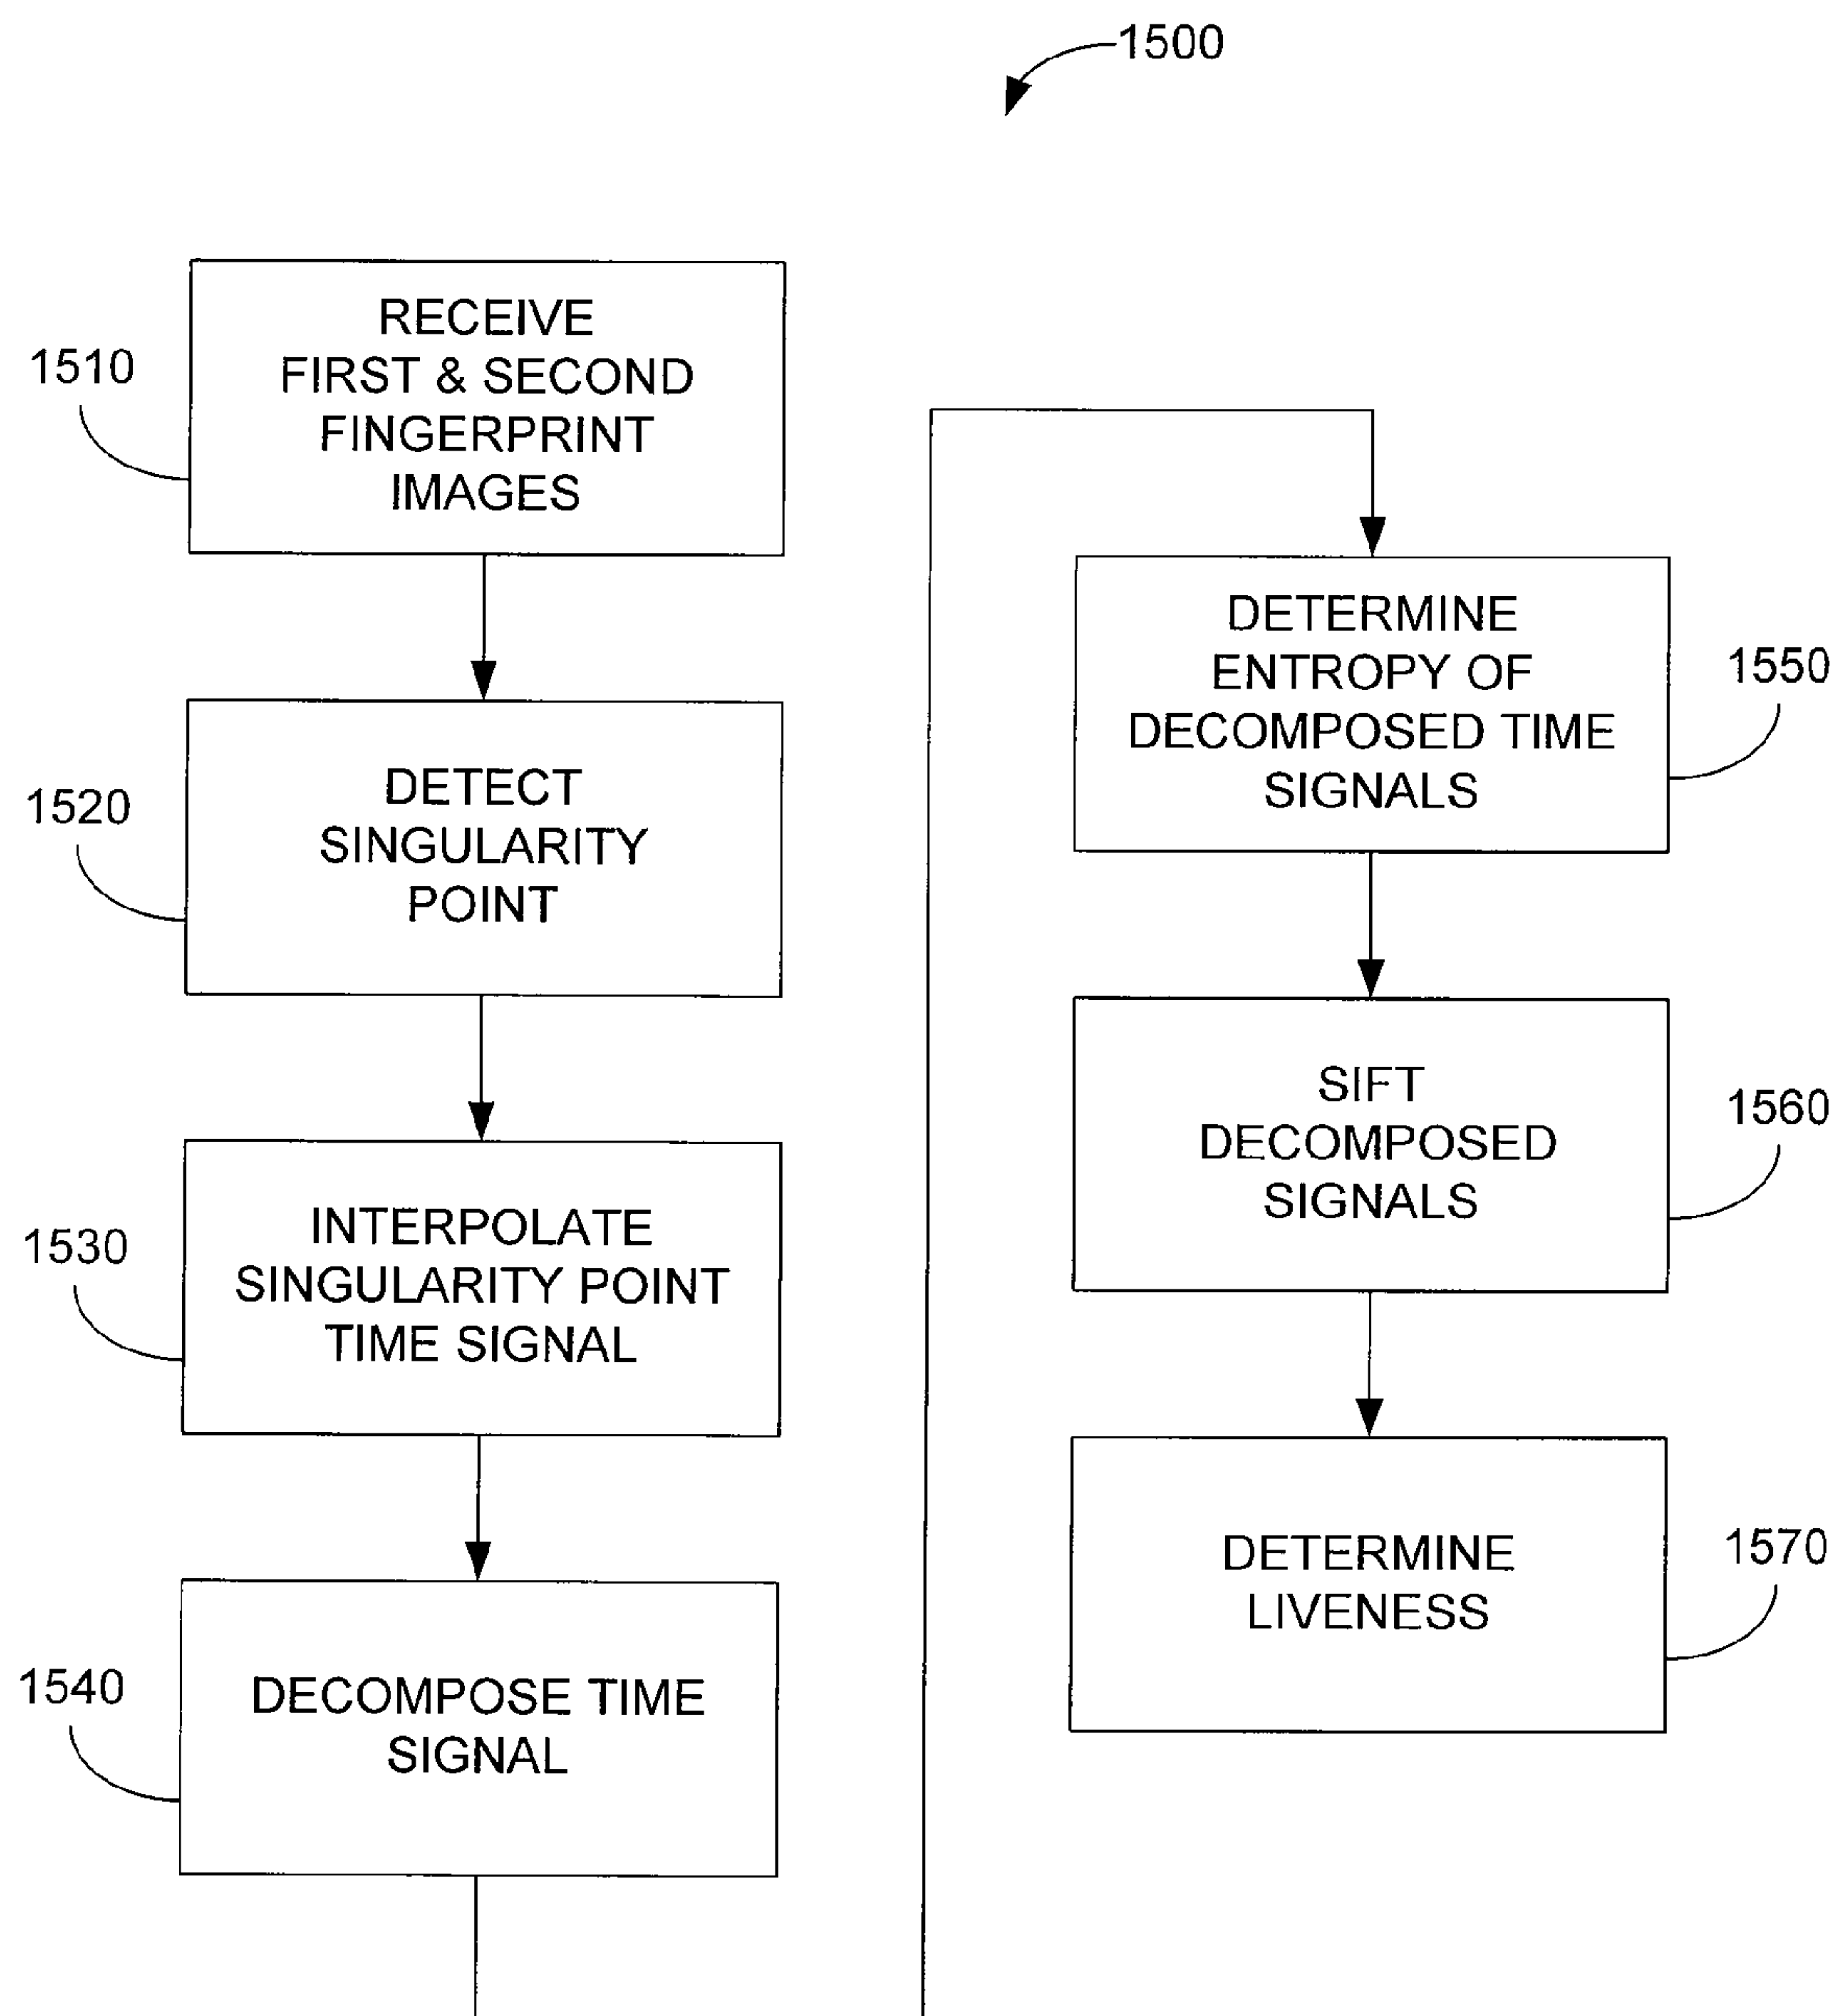 1500
RECEIVE
FIRST & SECOND
FINGERPRINT
IMAGES
1510
DETECT
SINGULARITY
POINT
1520
INTERPOLATE
SINGULARITY POINT
TIME SIGNAL
1530
DECOMPOSE TIME
SIGNAL
1540
DETERMINE
ENTROPY OF
DECOMPOSED TIME
SIGNALS
1550
SIFT
DECOMPOSED
SIGNALS
1560
DETERMINE
LIVENESS
1570